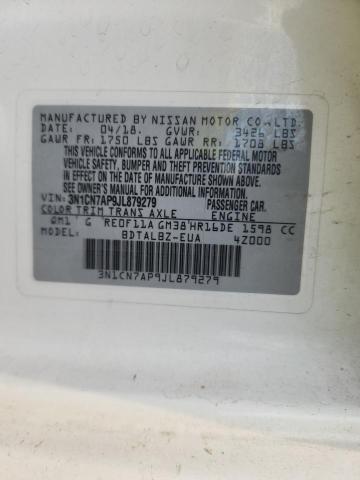 MANUFACTURED BY NISSAN MOTOR CO., LTD.
DATE: 04/18. GVWR: 3426 LBS
GAWR FR: 1750 LBS GAWR RR: 1708 LBS
THIS VEHICLE CONFORMS TO ALL APPLICABLE FEDERAL MOTOR
VEHICLE SAFETY, BUMPER AND THEFT PREVENTION STANDARDS
IN EFFECT ON THE DATE OF MANUFACTURE SHOWN ABOVE.
SEE OWNER'S MANUAL FOR ADDITIONAL INFORMATION.
VIN: 3N1CN7AP9JL879279 PASSENGER CAR.
COLOR TRIM TRANS AXLE ENGINE
GM1 G RE0F11A GM38 HR16DE 1598 CC
MODEL: BDTALBZ-EUA 4Z000
3N1CN7AP9JL879279